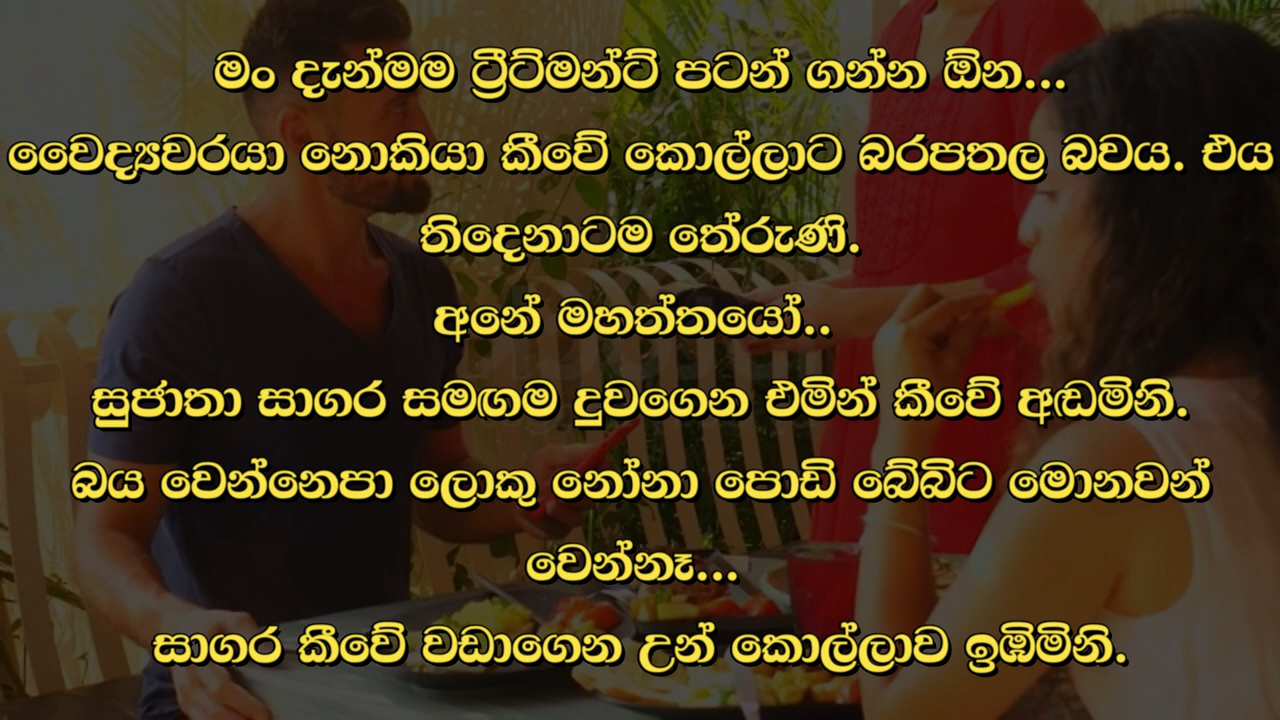 මං දැන්මම ට්‍රීට්මන්ට් පටන් ගන්න ඕන...
වෛද්‍යවරයා නොකියා කීවේ කොල්ලාට බරපතල බවය. එය
තිදෙනාටම තේරුණි.
අනේ මහත්තයෝ..
සුජාතා සාගර සමඟම දුවගෙන එමින් කීවේ අඬමිනි.
බය වෙන්නෙපා ලොකු නෝනා පොඩි බේබිට මොනවන්
වෙන්නෑ...
සාගර කීවේ වඩාගෙන උන් කොල්ලාව ඉඹිමිනි.